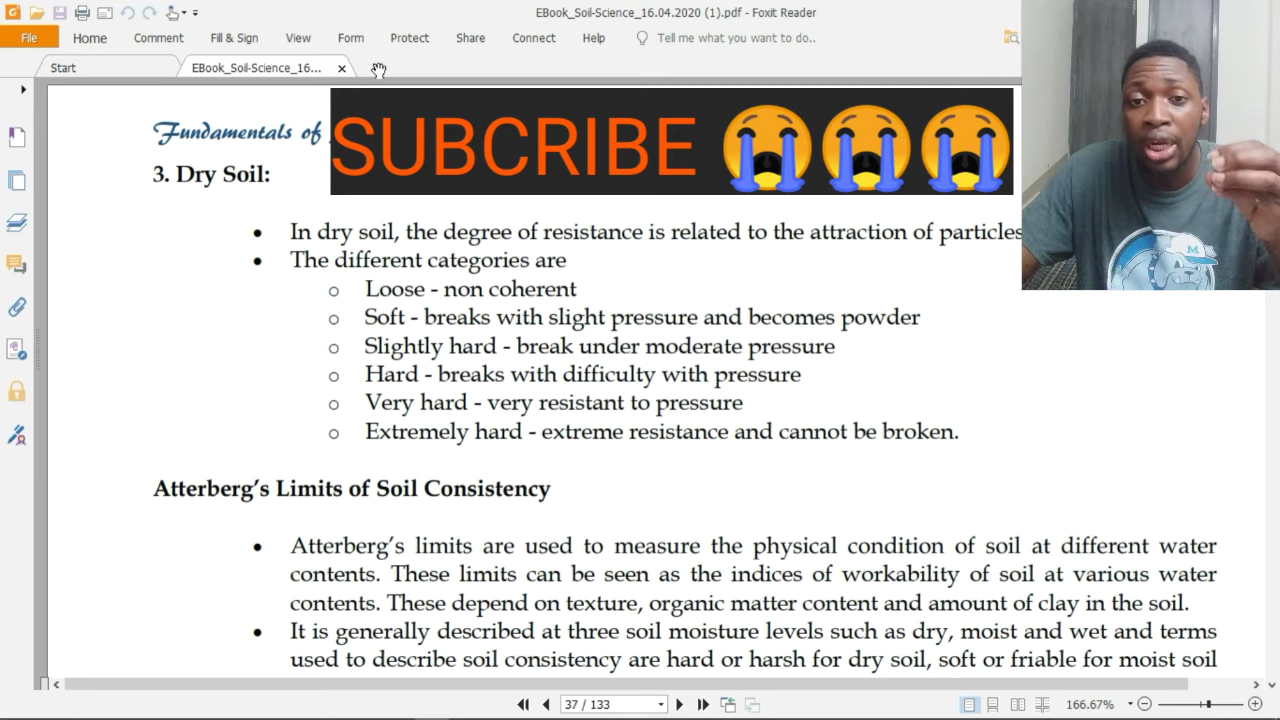 EBook_Soil-Science_16.04.2020 (1).pdf - Foxit Reader
File Home Comment Fill & Sign View Form Protect Share Connect Help Tell me what you want to do..
Start EBook_Soil-Science_16...
Fundamentals of
SUBCRIBE 😭😭😭
3. Dry Soil:
• In dry soil, the degree of resistance is related to the attraction of particles
• The different categories are
o Loose - non coherent
o Soft - breaks with slight pressure and becomes powder
o Slightly hard - break under moderate pressure
o Hard - breaks with difficulty with pressure
o Very hard - very resistant to pressure
o Extremely hard - extreme resistance and cannot be broken.
Atterberg's Limits of Soil Consistency
• Atterberg's limits are used to measure the physical condition of soil at different water
contents. These limits can be seen as the indices of workability of soil at various water
contents. These depend on texture, organic matter content and amount of clay in the soil.
• It is generally described at three soil moisture levels such as dry, moist and wet and terms
used to describe soil consistency are hard or harsh for dry soil, soft or friable for moist soil
37 / 133 166.67%